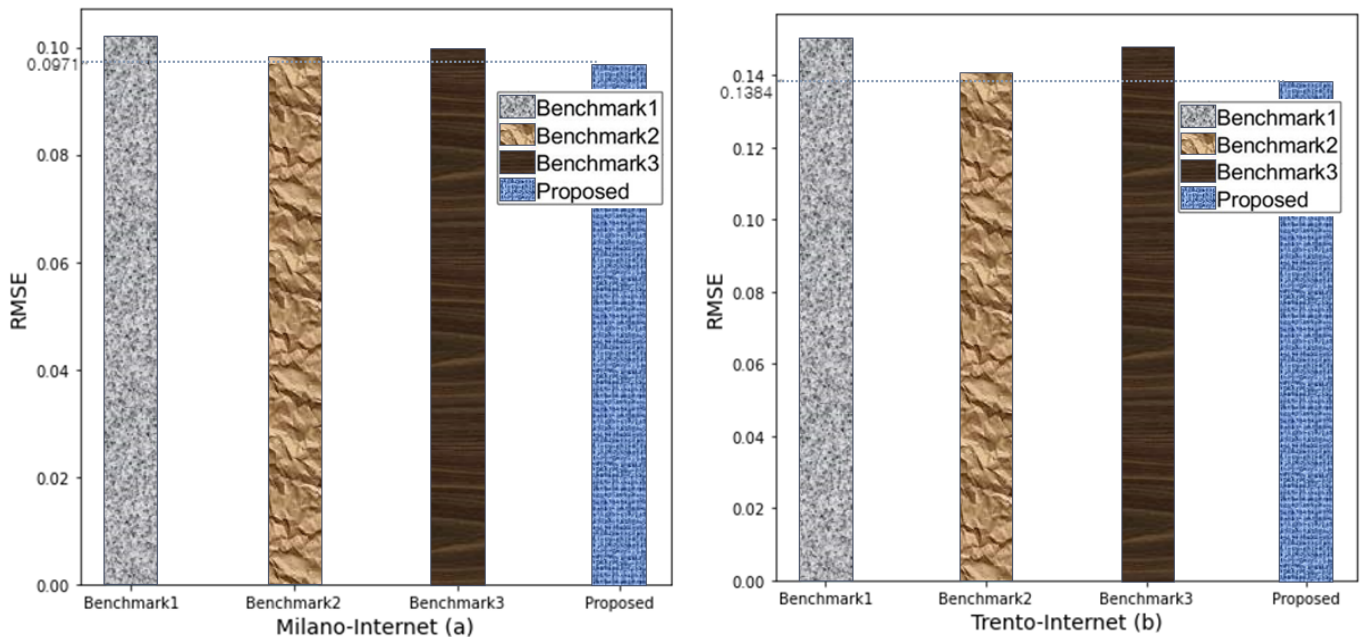 RMSE
0.10
0.0971
0.08
0.06
0.04
0.02
0.00
Benchmark1
Benchmark2
Benchmark3
Proposed
Benchmark1 Benchmark2 Benchmark3 Proposed
Milano-Internet (a)
RMSE
0.14
0.1384
0.12
0.10
0.08
0.06
0.04
0.02
0.00
Benchmark1
Benchmark2
Benchmark3
Proposed
Benchmark1 Benchmark2 Benchmark3 Proposed
Trento-Internet (b)